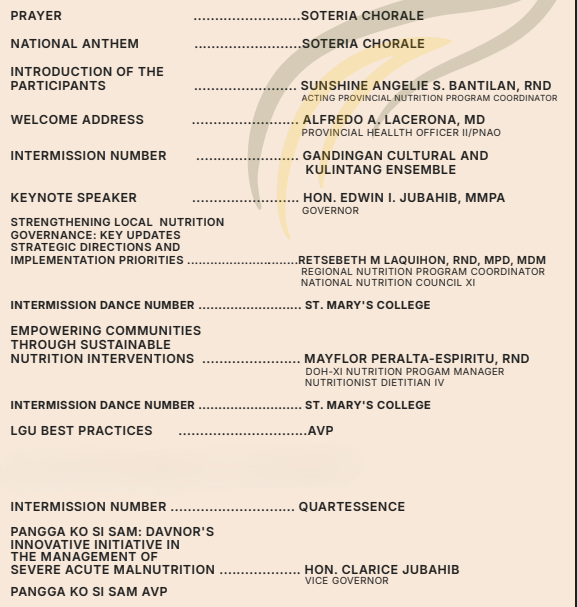 PRAYER ........................SOTERIA CHORALE
NATIONAL ANTHEM ........................SOTERIA CHORALE
INTRODUCTION OF THE
PARTICIPANTS ....................... SUNSHINE ANGELIE S. BANTILAN, RND
ACTING PROVINCIAL NUTRITION PROGRAM COORDINATOR
WELCOME ADDRESS ........................ ALFREDO A. LACERONA, MD
PROVINCIAL HEALLTH OFFICER II/PNAO
INTERMISSION NUMBER ....................... GANDINGAN CULTURAL AND
KULINTANG ENSEMBLE
KEYNOTE SPEAKER ........................ HON. EDWIN I. JUBAHIB, MMPA
GOVERNOR
STRENGTHENING LOCAL NUTRITION
GOVERNANCE: KEY UPDATES
STRATEGIC DIRECTIONS AND
IMPLEMENTATION PRIORITIES ...........................RETSEBETH M LAQUIHON, RND, MPD, MDM
REGIONAL NUTRITION PROGRAM COORDINATOR
NATIONAL NUTRITION COUNCIL XI
INTERMISSION DANCE NUMBER .......................... ST. MARY'S COLLEGE
EMPOWERING COMMUNITIES
THROUGH SUSTAINABLE
NUTRITION INTERVENTIONS ...................... MAYFLOR PERALTA-ESPIRITU, RND
DOH-XI NUTRITION PROGAM MANAGER
NUTRITIONIST DIETITIAN IV
INTERMISSION DANCE NUMBER .......................... ST. MARY'S COLLEGE
LGU BEST PRACTICES .............................AVP
INTERMISSION NUMBER ............................ QUARTESSENCE
PANGGA KO SI SAM: DAVNOR'S
INNOVATIVE INITIATIVE IN
THE MANAGEMENT OF
SEVERE ACUTE MALNUTRITION ................... HON. CLARICE JUBAHIB
VICE GOVERNOR
PANGGA KO SI SAM AVP